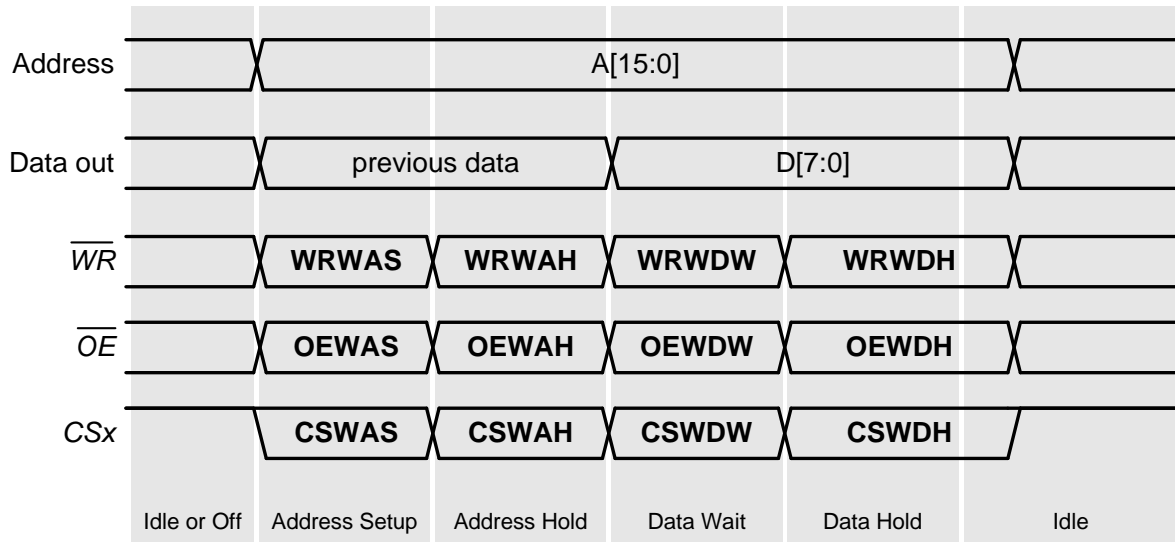 Address A[15:0]
Data out previous data D[7:0]
WR WRWAS WRWAH WRWDW WRWDH
OE OEWAS OEWAH OEWDW OEWDH
CSx CSWAS CSWAH CSWDW CSWDH
Idle or Off Address Setup Address Hold Data Wait Data Hold Idle